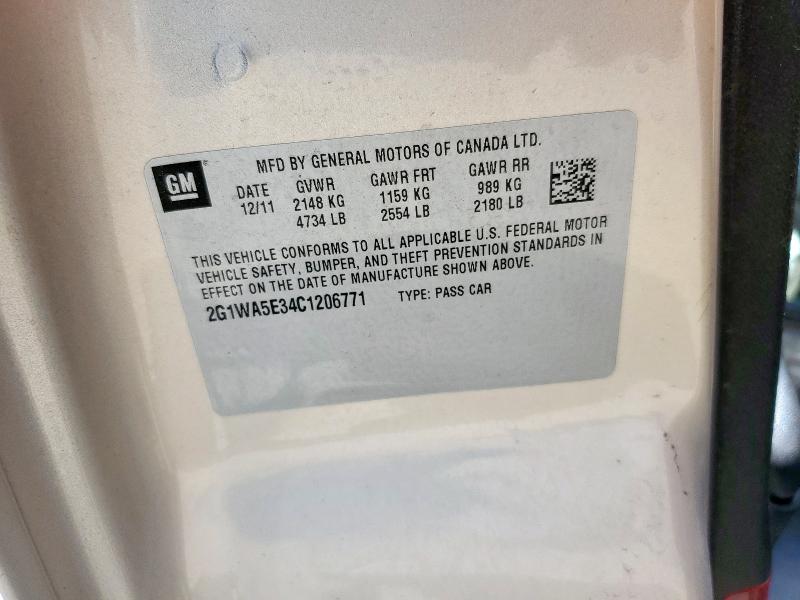 GM
MFD BY GENERAL MOTORS OF CANADA LTD.
DATE GVWR GAWR FRT GAWR RR
12/11 2148 KG 1159 KG 989 KG
4734 LB 2554 LB 2180 LB
THIS VEHICLE CONFORMS TO ALL APPLICABLE U.S. FEDERAL MOTOR
VEHICLE SAFETY, BUMPER, AND THEFT PREVENTION STANDARDS IN
EFFECT ON THE DATE OF MANUFACTURE SHOWN ABOVE.
2G1WA5E34C1206771 TYPE: PASS CAR